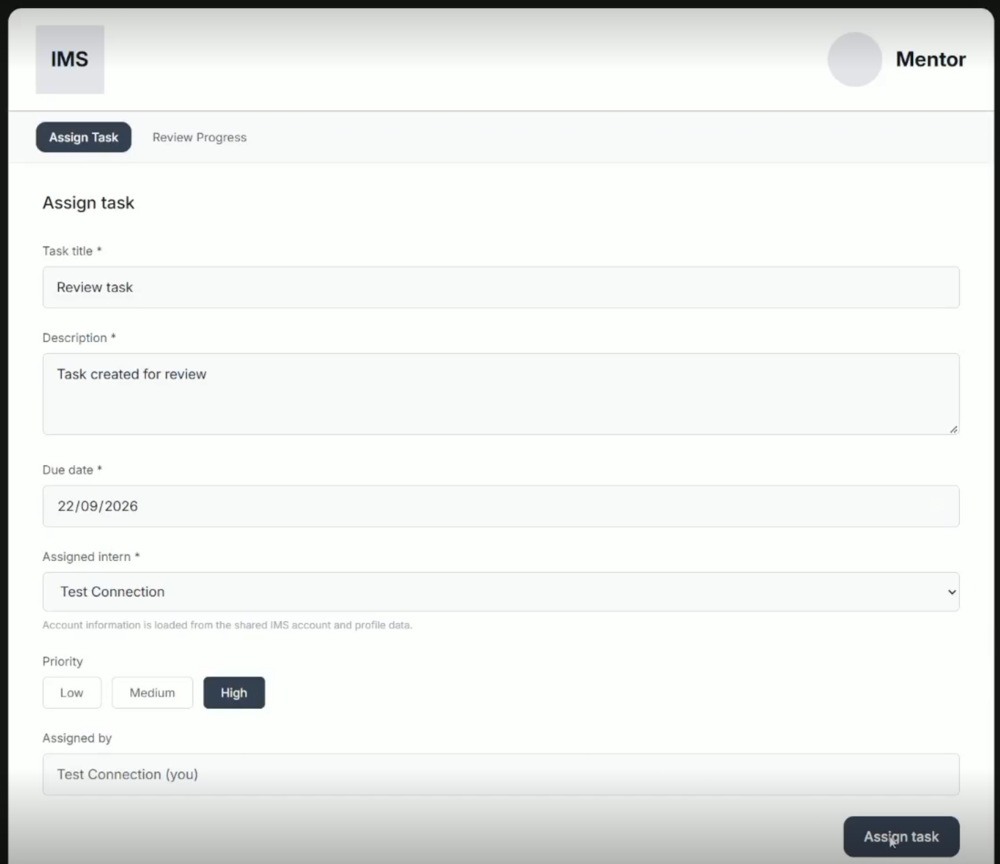 IMS
Mentor
Assign Task
Review Progress
Assign task
Task title *
Review task
Description *
Task created for review
Due date *
22/09/2026
Assigned intern *
Test Connection
Account information is loaded from the shared IMS account and profile data.
Priority
Low
Medium
High
Assigned by
Test Connection (you)
Assign task